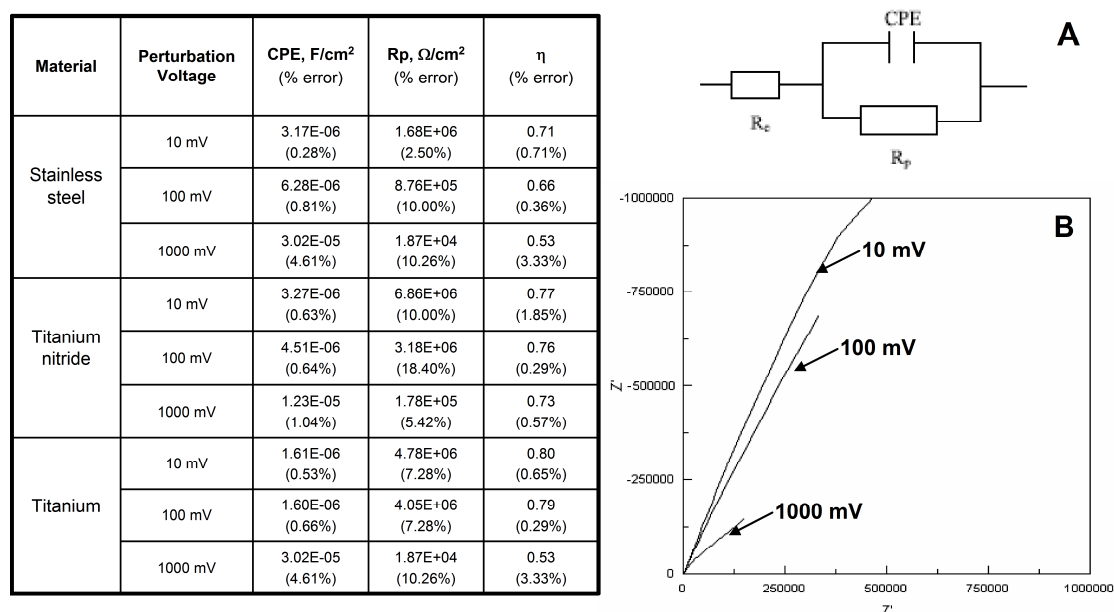 Material
Perturbation
Voltage
CPE, F/cm²
(% error)
Rp, Ω/cm²
(% error)
η
(% error)
Stainless
steel
10 mV
3.17E-06
(0.28%)
1.68E+06
(2.50%)
0.71
(0.71%)
100 mV
6.28E-06
(0.81%)
8.76E+05
(10.00%)
0.66
(0.36%)
1000 mV
3.02E-05
(4.61%)
1.87E+04
(10.26%)
0.53
(3.33%)
Titanium
nitride
10 mV
3.27E-06
(0.63%)
6.86E+06
(10.00%)
0.77
(1.85%)
100 mV
4.51E-06
(0.64%)
3.18E+06
(18.40%)
0.76
(0.29%)
1000 mV
1.23E-05
(1.04%)
1.78E+05
(5.42%)
0.73
(0.57%)
Titanium
10 mV
1.61E-06
(0.53%)
4.78E+06
(7.28%)
0.80
(0.65%)
100 mV
1.60E-06
(0.66%)
4.05E+06
(7.28%)
0.79
(0.29%)
1000 mV
3.02E-05
(4.61%)
1.87E+04
(10.26%)
0.53
(3.33%)
CPE
A
Re
Rp
B
-1000000
-750000
-500000
-250000
0
Z'
10 mV
100 mV
1000 mV
0
250000
500000
750000
1000000
Z'